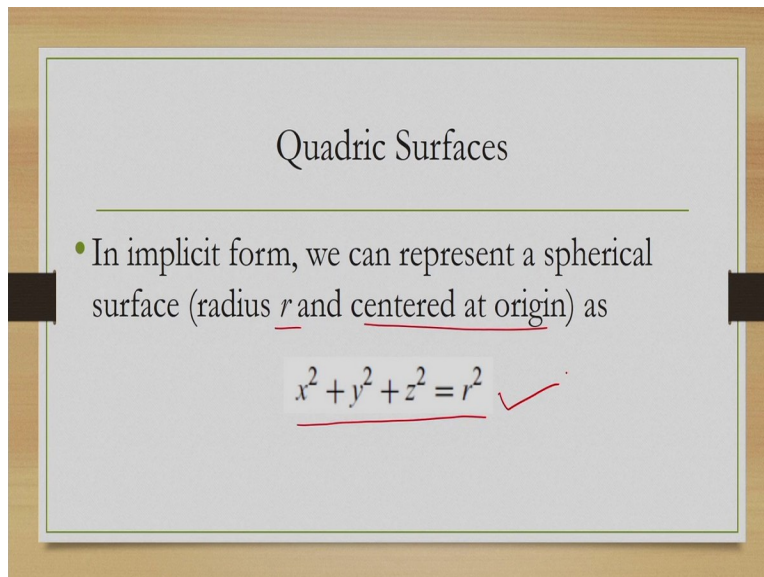 Quadric Surfaces
• In implicit form, we can represent a spherical
surface (radius r and centered at origin) as
x² + y² + z² = r²